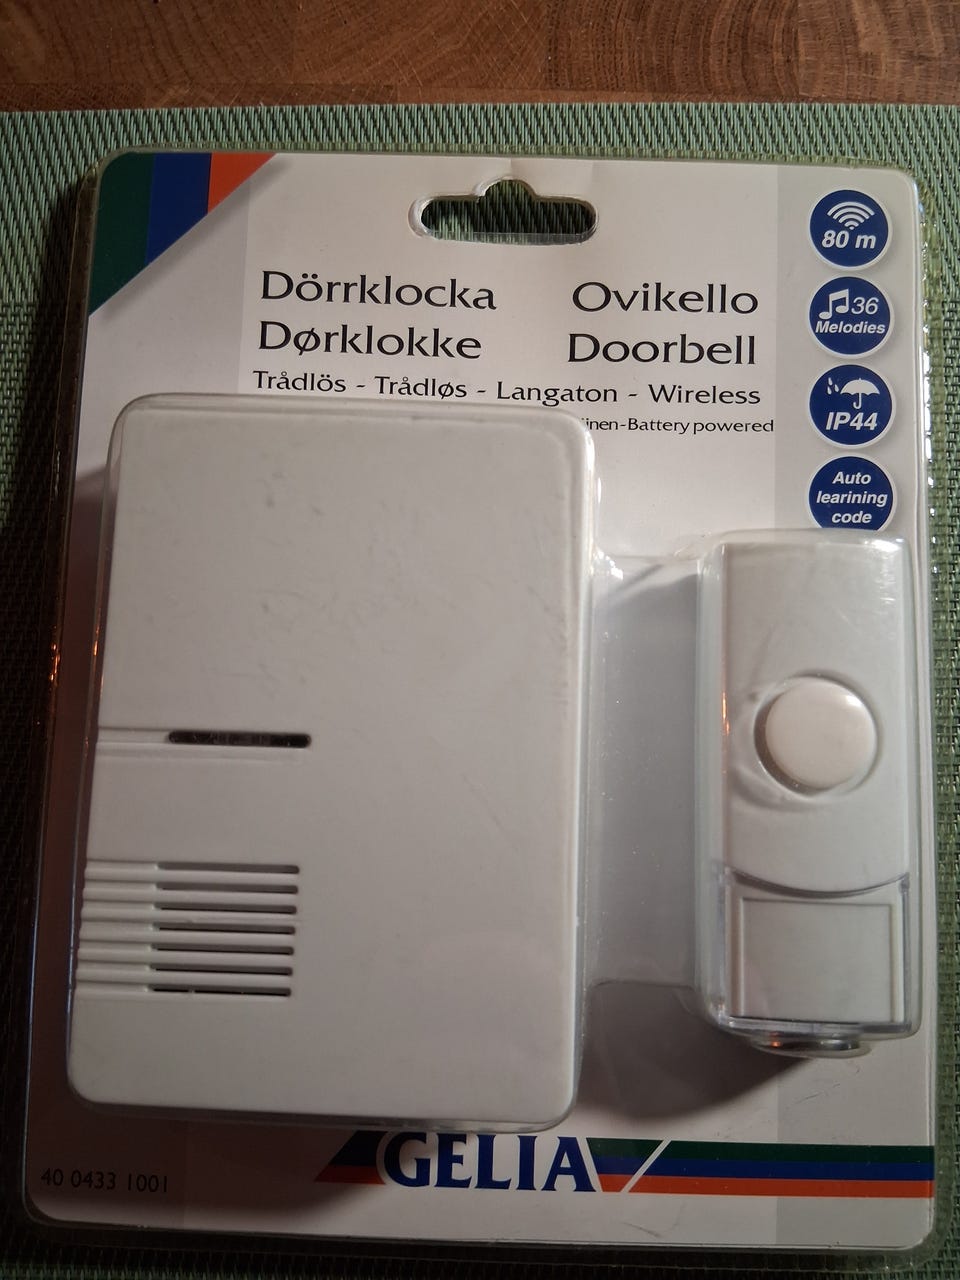 80 m
Dörrklocka Ovikello
36
Melodies
Dørklokke Doorbell
Trådlös - Trådløs - Langaton - Wireless
-Battery powered
IP44
Auto
learining
code
GELIA
40 0433 1001